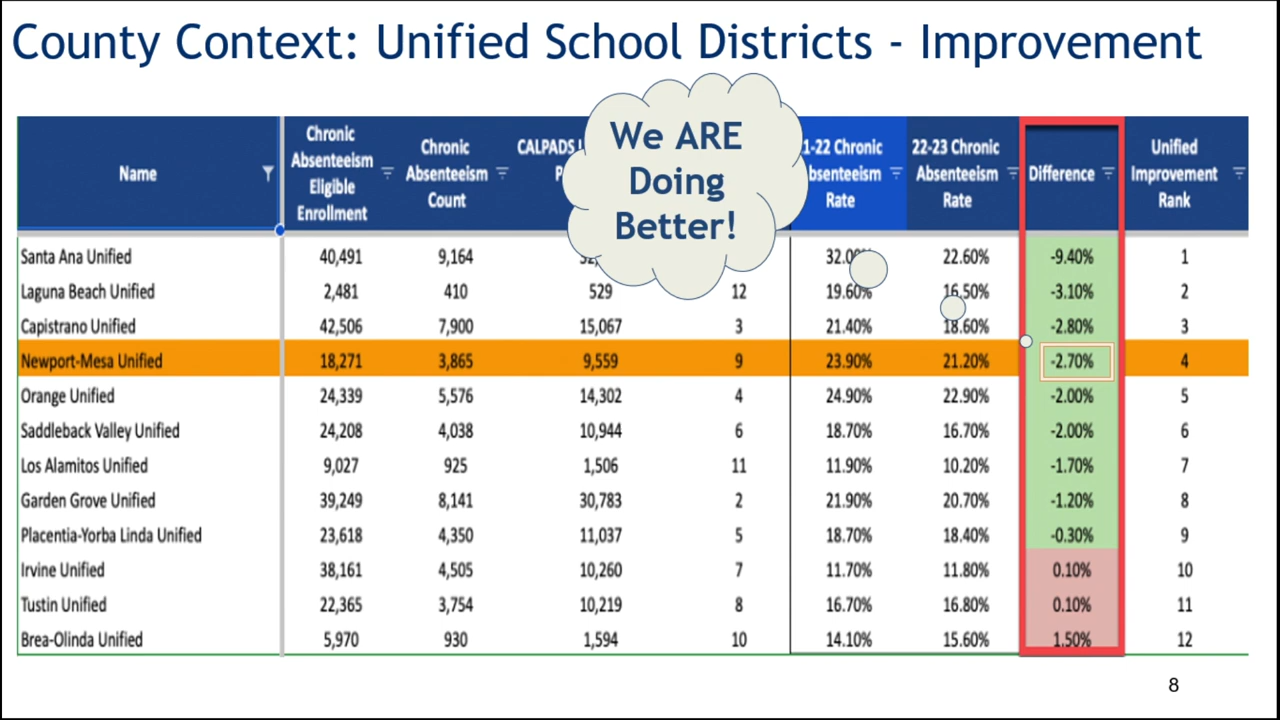 County Context: Unified School Districts - Improvement
We ARE
Doing
Better!
Name
Chronic
Absenteeism
Eligible
Enrollment
Chronic
Absenteeism
Count
CALPADS
1-22 Chronic
bsenteeism
Rate
22-23 Chronic
Absenteeism
Rate
Difference
Unified
Improvement
Rank
Santa Ana Unified 40,491 9,164 22.60% -9.40% 1
Laguna Beach Unified 2,481 410 529 12 19.60% 16.50% -3.10% 2
Capistrano Unified 42,506 7,900 15,067 3 21.40% 18.60% -2.80% 3
Newport-Mesa Unified 18,271 3,865 9,559 9 23.90% 21.20% -2.70% 4
Orange Unified 24,339 5,576 14,302 4 24.90% 22.90% -2.00% 5
Saddleback Valley Unified 24,208 4,038 10,944 6 18.70% 16.70% -2.00% 6
Los Alamitos Unified 9,027 925 1,506 11 11.90% 10.20% -1.70% 7
Garden Grove Unified 39,249 8,141 30,783 2 21.90% 20.70% -1.20% 8
Placentia-Yorba Linda Unified 23,618 4,350 11,037 5 18.70% 18.40% -0.30% 9
Irvine Unified 38,161 4,505 10,260 7 11.70% 11.80% 0.10% 10
Tustin Unified 22,365 3,754 10,219 8 16.70% 16.80% 0.10% 11
Brea-Olinda Unified 5,970 930 1,594 10 14.10% 15.60% 1.50% 12
8